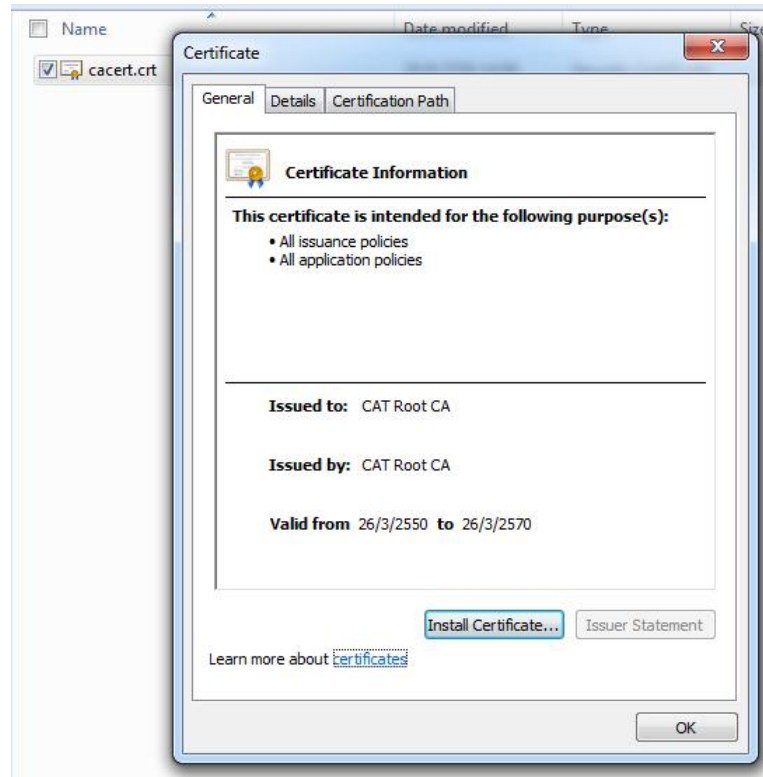 Name
Date modified
Type
Size
cacert.crt
Certificate
General Details Certification Path
Certificate Information
This certificate is intended for the following purpose(s):
• All issuance policies
• All application policies
Issued to: CAT Root CA
Issued by: CAT Root CA
Valid from 26/3/2550 to 26/3/2570
Install Certificate... Issuer Statement
Learn more about certificates
OK